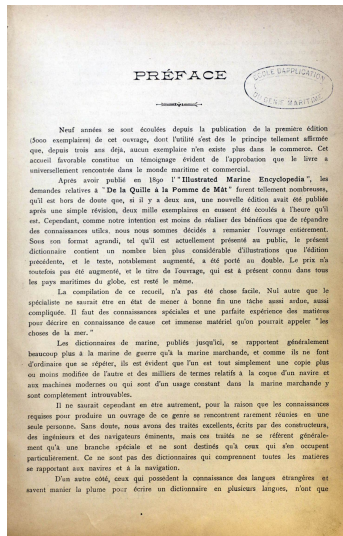 PRÉFACE
ÉCOLE D'APPLICATION
DU GÉNIE MARITIME
Neuf années se sont écoulées depuis la publication de la première édition
(5000 exemplaires) de cet ouvrage, dont l'utilité s'est dès le principe tellement affirmée
que, depuis trois ans déja, aucun exemplaire n'en existe plus dans le commerce. Cet
accueil favorable constitue un témoignage évident de l'approbation que le livre a
universellement rencontrée dans le monde maritime et commercial.
Après avoir publié en 1890 l'"Illustrated Marine Encyclopedia", les
demandes relatives à "De la Quille à la Pomme de Mât" furent tellement nombreuses,
qu'il est hors de doute que, si il y a deux ans, une nouvelle édition avait été publiée
après une simple révision, deux mille exemplaires en eussent été écoulés à l'heure qu'il
est. Cependant, comme notre intention est moins de réaliser des bénéfices que de répandre
des connaissances utiles, nous nous sommes décidés à remanier l'ouvrage entièrement.
Sous son format agrandi, tel qu'il est actuellement présenté au public, le présent
dictionnaire contient un nombre bien plus considérable d'illustrations que l'édition
précédente, et le texte, notablement augmenté, a été porté au double. Le prix n'a
toutefois pas été augmenté, et le titre de l'ouvrage, qui est à présent connu dans tous
les pays maritimes du globe, est resté le même.
La compilation de ce recueil, n'a pas été chose facile. Nul autre que le
spécialiste ne saurait être en état de mener à bonne fin une tâche aussi ardue, aussi
compliquée. Il faut des connaissances spéciales et une parfaite expérience des matières
pour décrire en connaissance de cause cet immense matériel qu'on pourrait appeler "les
choses de la mer."
Les dictionnaires de marine, publiés jusqu'ici, se rapportent généralement
beaucoup plus à la marine de guerre qu'à la marine marchande, et comme ils ne font
d'ordinaire que se répéter, ils est évident que l'un est tout simplement une copie plus
ou moins modifiée de l'autre et des milliers de termes relatifs à la coque d'un navire et
aux machines modernes ou qui sont d'un usage constant dans la marine marchande y
sont complètement introuvables.
Il ne saurait cependant en être autrement, pour la raison que les connaissances
requises pour produire un ouvrage de ce genre se rencontrent rarement réunies en une
seule personne. Sans doute, nous avons des traités excellents, écrits par des constructeurs,
des ingénieurs et des navigateurs éminents, mais ces traités ne se réfèrent générale-
ment qu'à une branche spéciale et ne sont destinés qu'à ceux qui s'en occupent
particulièrement. Ce ne sont pas des dictionnaires qui comprennent toutes les matières
se rapportant aux navires et à la navigation.
D'un autre côté, ceux qui possèdent la connaissance des langues étrangères et
savent manier la plume pour écrire un dictionnaire en plusieurs langues, n'ont que